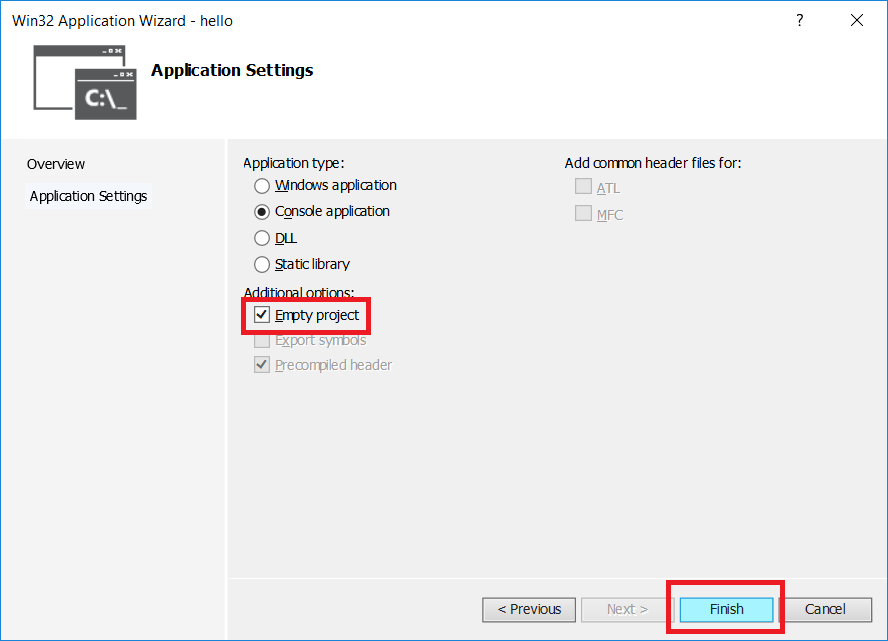 Win32 Application Wizard - hello
?
C:\_
Application Settings
Overview
Application Settings
Application type:
Windows application
Console application
DLL
Static library
Additional options:
Empty project
Export symbols
Precompiled header
Add common header files for:
ATL
MFC
< Previous
Next >
Finish
Cancel